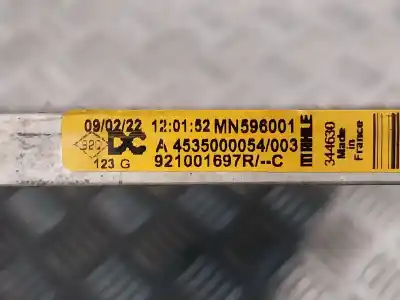 09/02/22 12:01:52 MN596001
DC A 4535000054/003
123 G 921001697R/--C
MAHLE
344630
Made
in
France